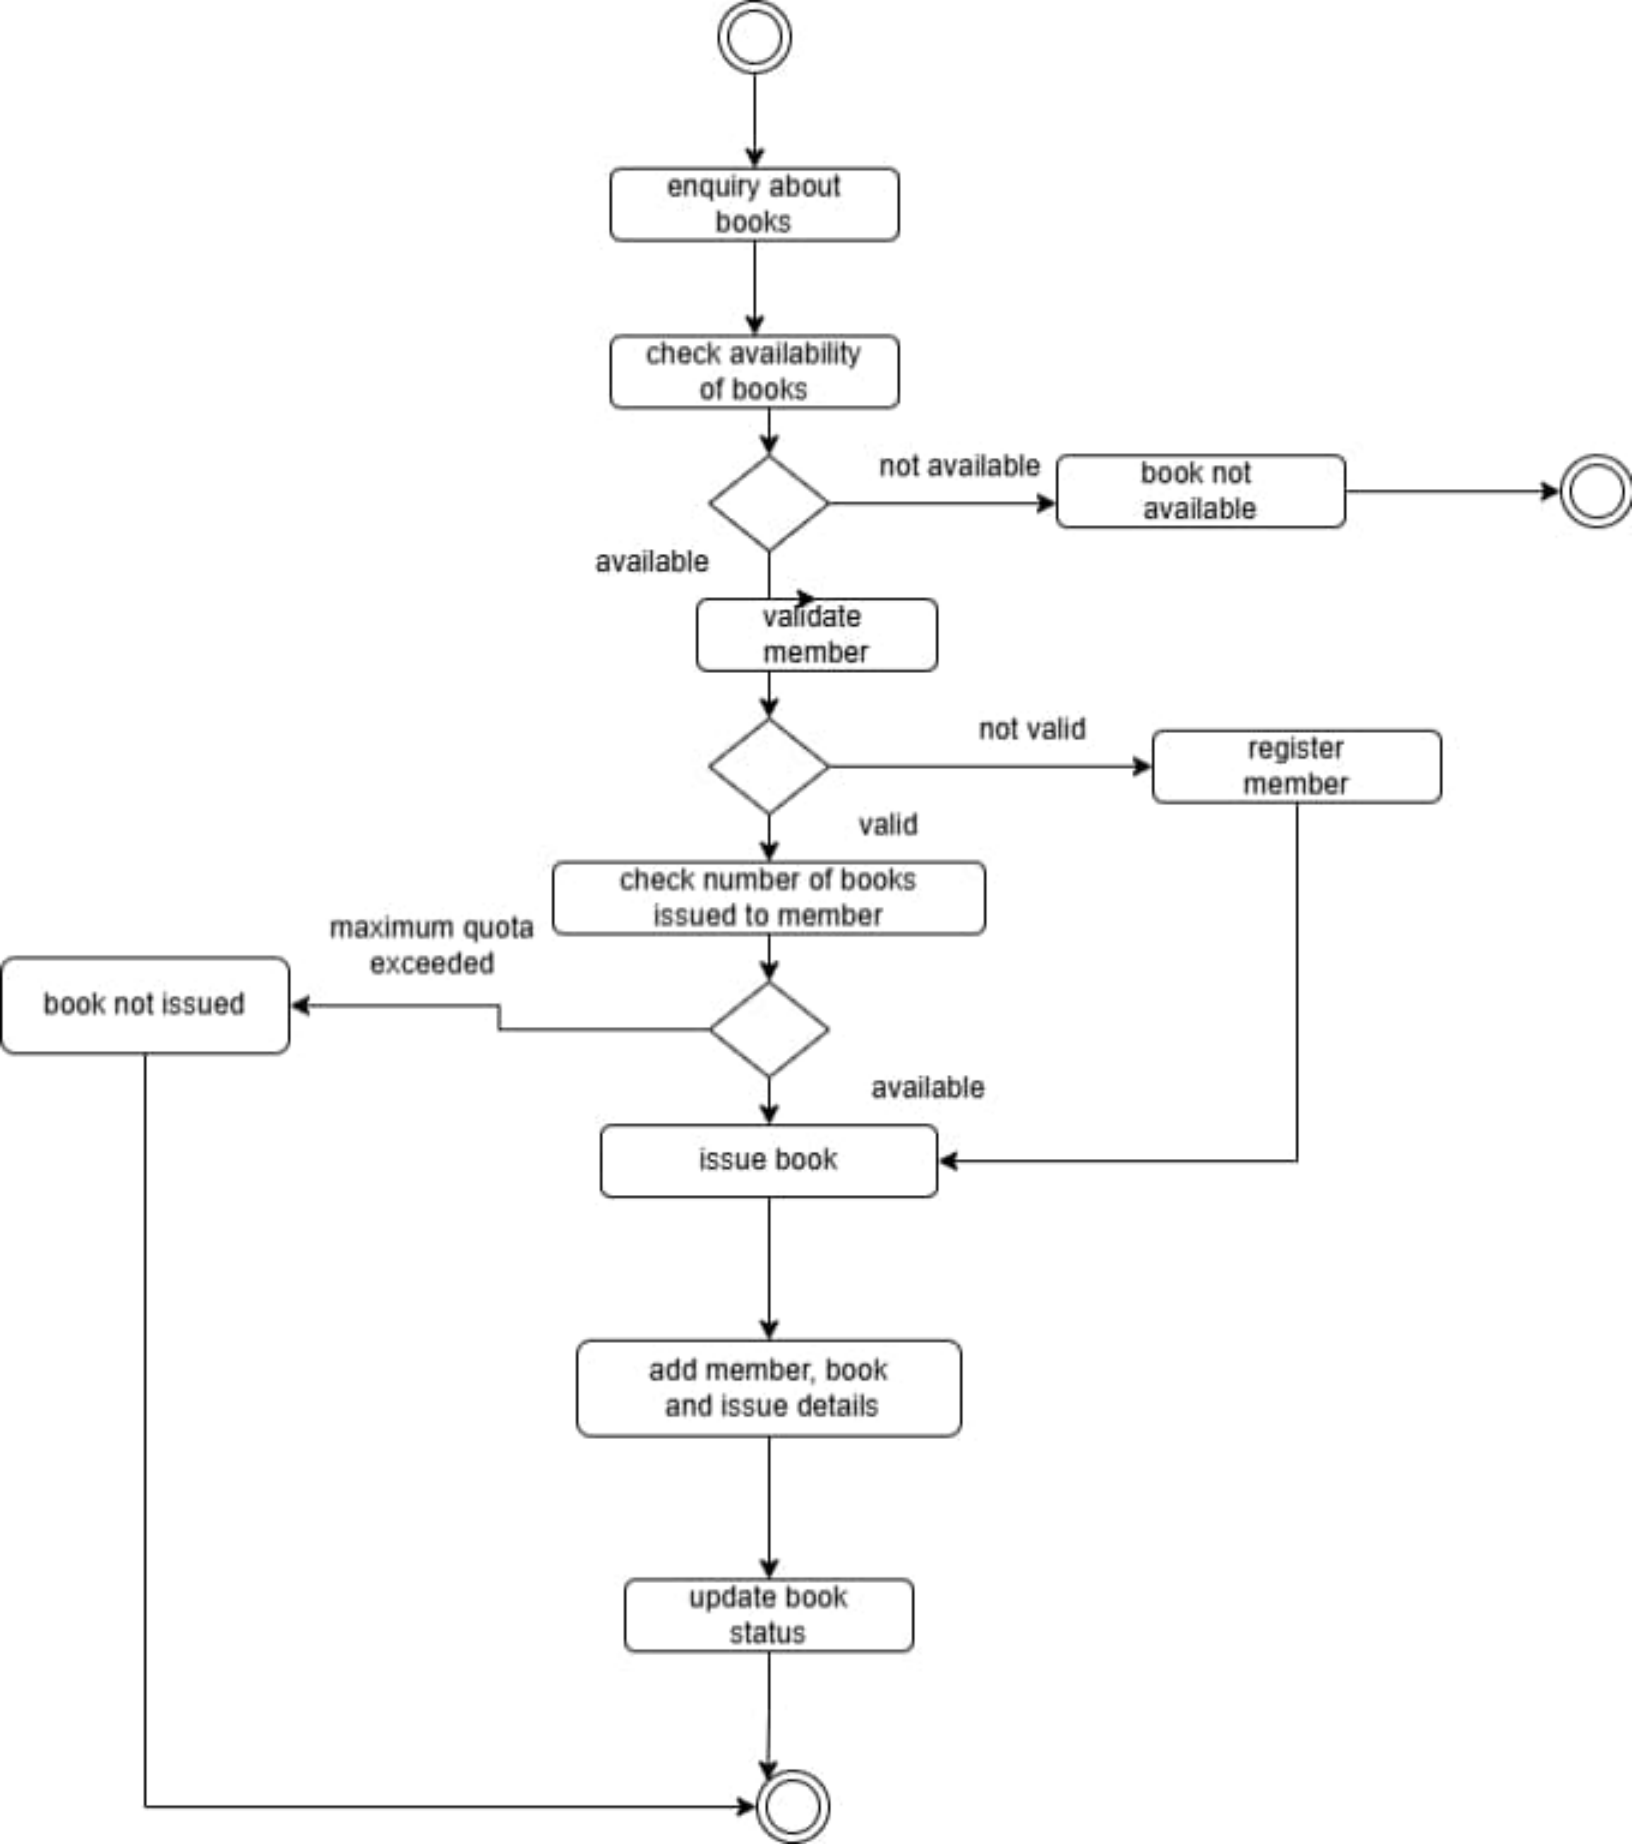 enquiry about
books
check availability
of books
not available
book not
available
available
validate
member
not valid
register
member
valid
check number of books
issued to member
maximum quota
exceeded
book not issued
available
issue book
add member, book
and issue details
update book
status